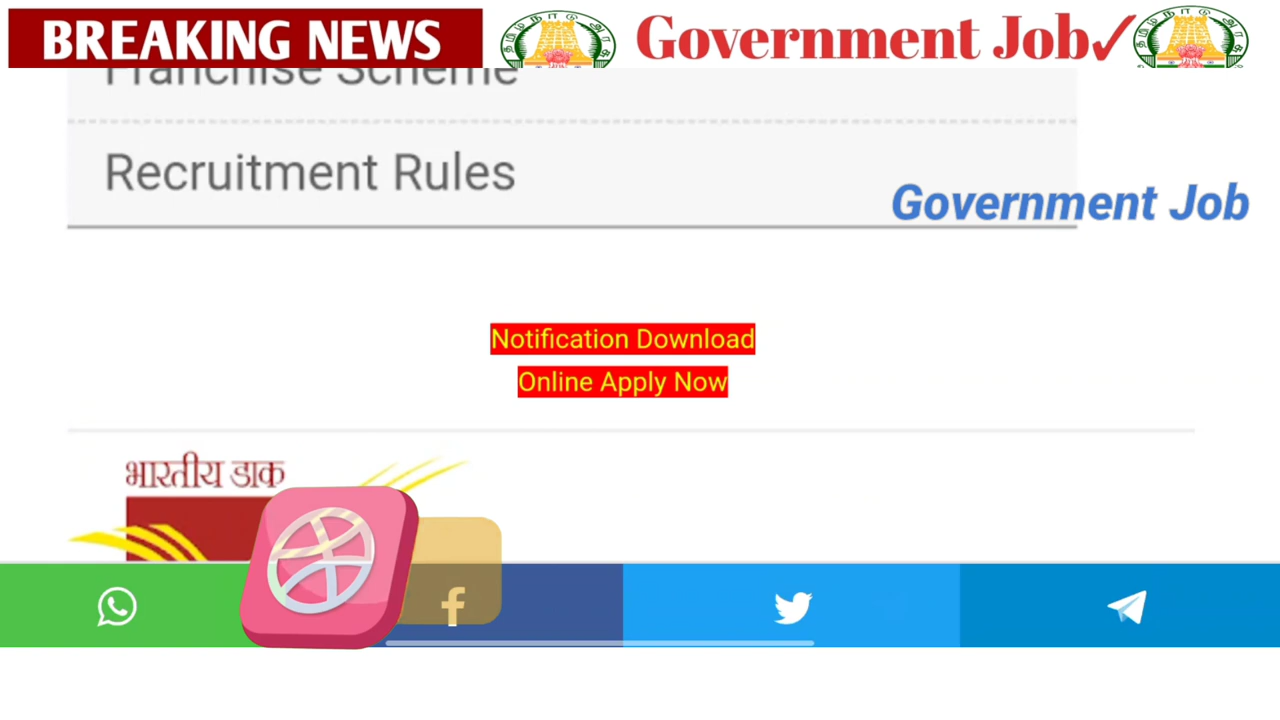 BREAKING NEWS
Government Job✓
Franchise Scheme
Recruitment Rules
Government Job
Notification Download
Online Apply Now
भारतीय डाक